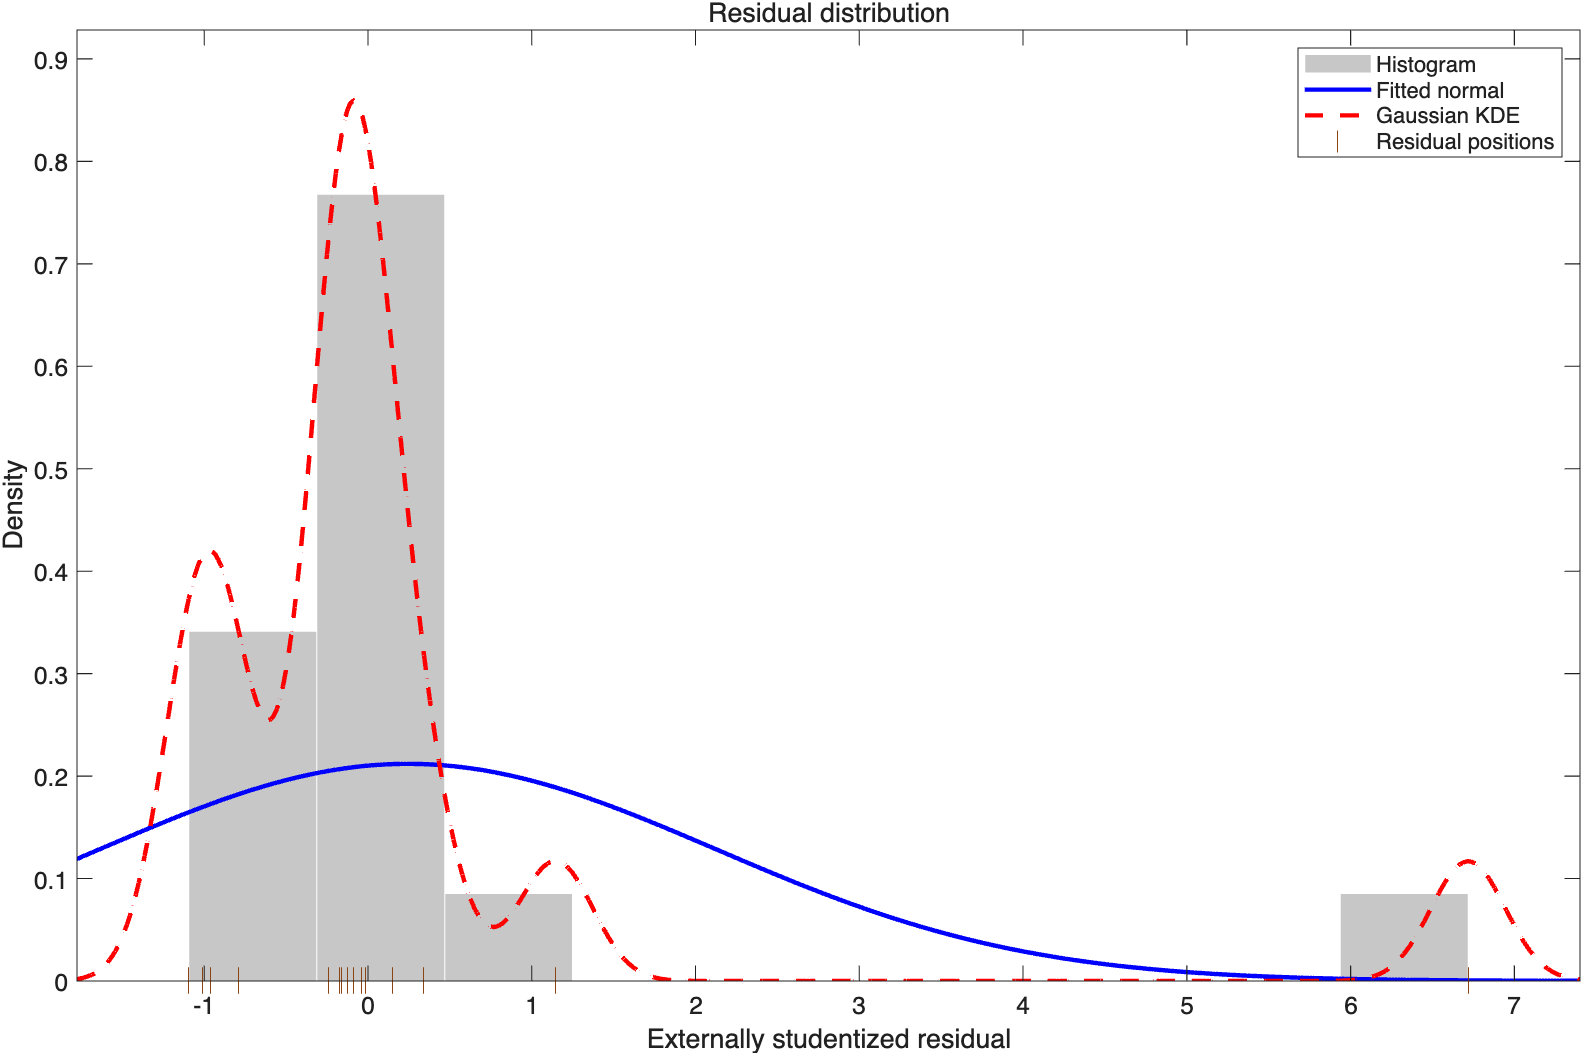 Residual distribution
Histogram
Fitted normal
Gaussian KDE
Residual positions
0.9
0.8
0.7
0.6
0.5
0.4
0.3
0.2
0.1
0
Density
-1 0 1 2 3 4 5 6 7
Externally studentized residual